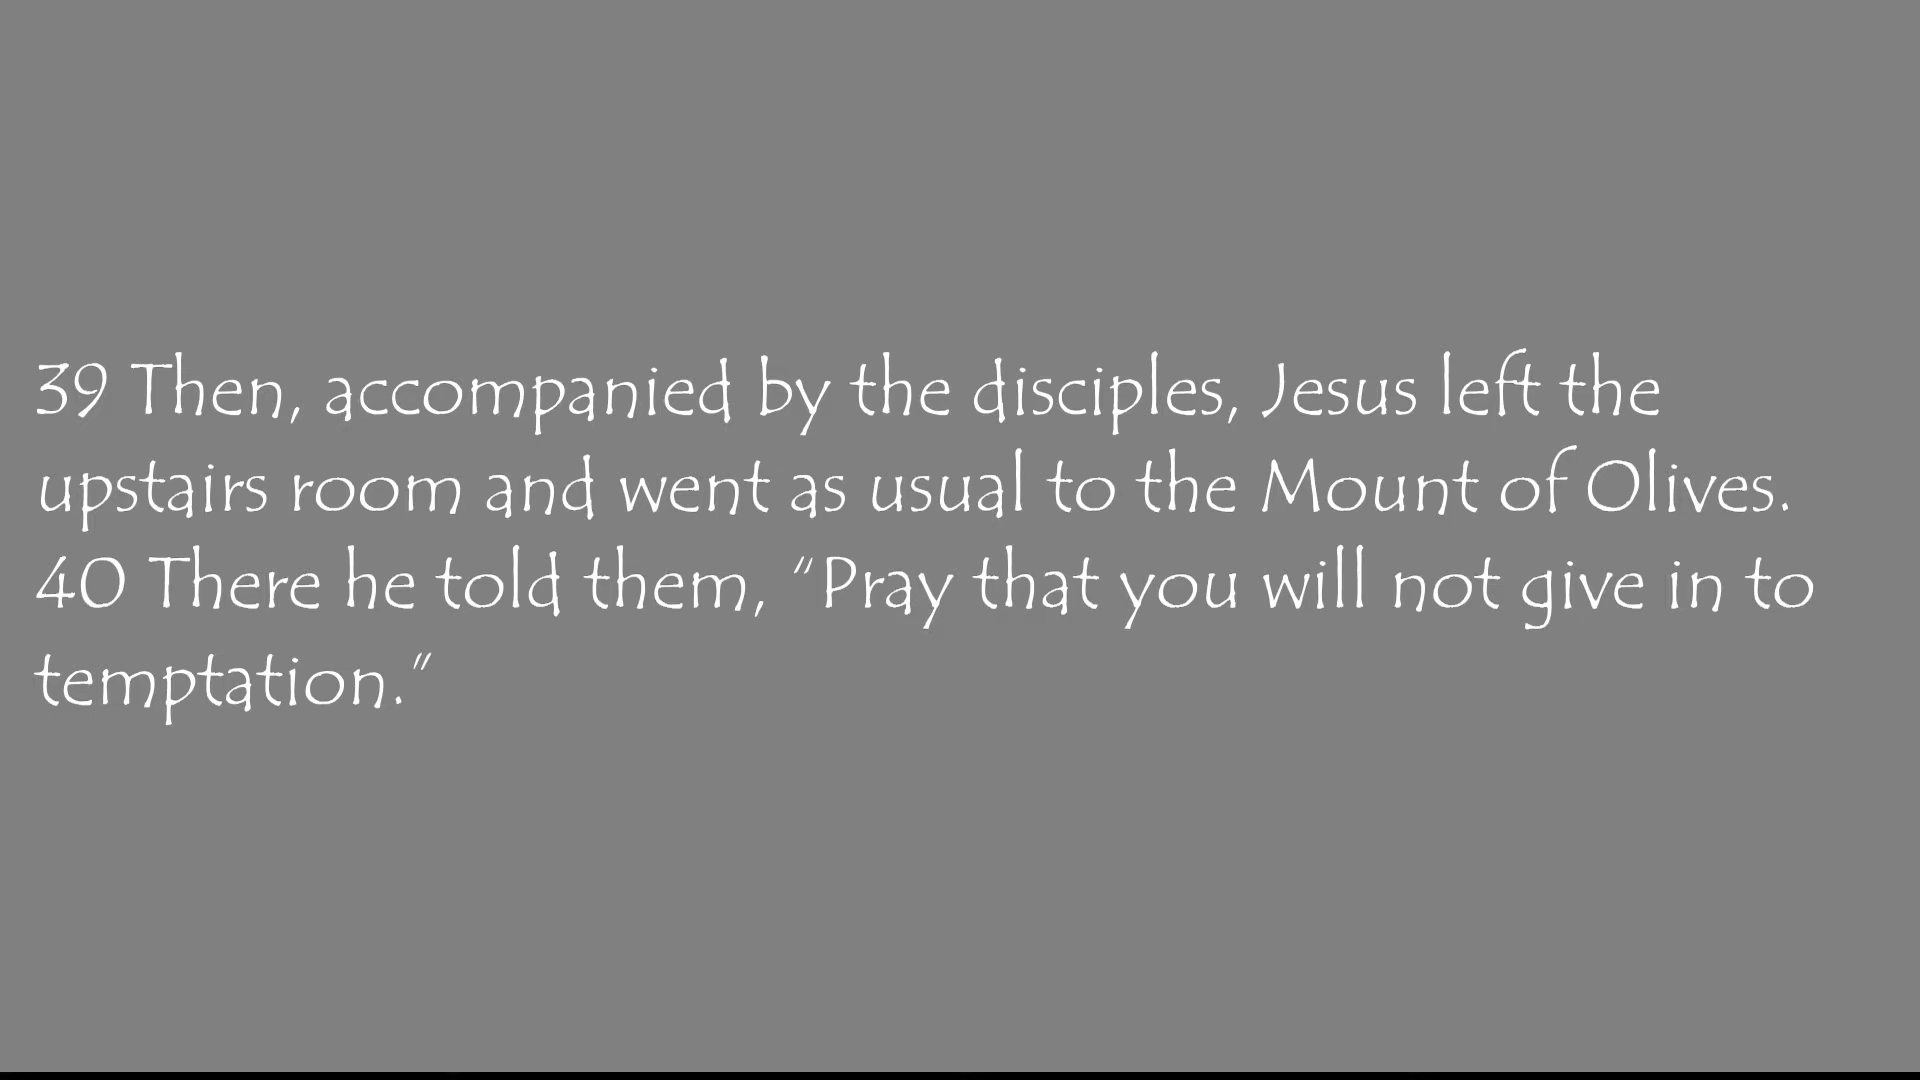 39 Then, accompanied by the disciples, Jesus left the
upstairs room and went as usual to the Mount of Olives.
40 There he told them, “Pray that you will not give in to
temptation.”